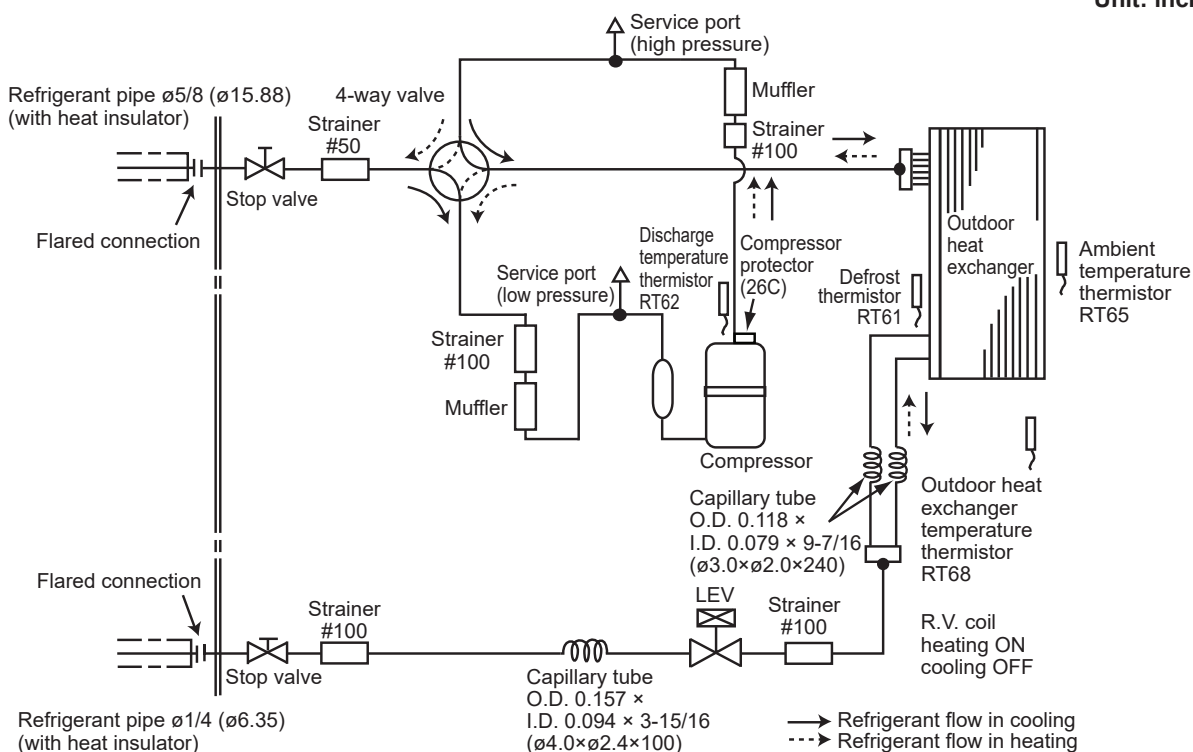 Unit: inc
Service port
(high pressure)
Refrigerant pipe ø5/8 (ø15.88)
(with heat insulator)
4-way valve
Muffler
Strainer
#50
Strainer
#100
Stop valve
Flared connection
Outdoor
heat
exchanger
Discharge
temperature
thermistor
RT62
Compressor
protector
(26C)
Service port
(low pressure)
Defrost
thermistor
RT61
Ambient
temperature
thermistor
RT65
Strainer
#100
Muffler
Compressor
Capillary tube
O.D. 0.118 ×
I.D. 0.079 × 9-7/16
(ø3.0×ø2.0×240)
Outdoor heat
exchanger
temperature
thermistor
RT68
Flared connection
Strainer
#100
LEV
Strainer
#100
R.V. coil
heating ON
cooling OFF
Stop valve
Capillary tube
O.D. 0.157 ×
I.D. 0.094 × 3-15/16
(ø4.0×ø2.4×100)
Refrigerant pipe ø1/4 (ø6.35)
(with heat insulator)
Refrigerant flow in cooling
Refrigerant flow in heating